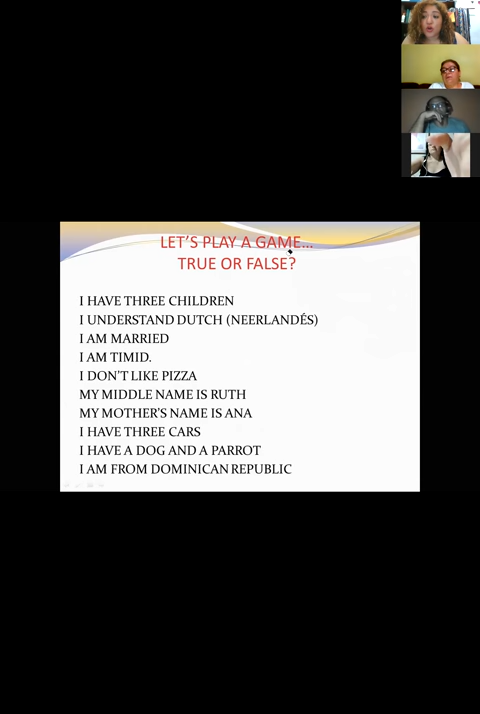 LET'S PLAY A GAME...
TRUE OR FALSE?
I HAVE THREE CHILDREN
I UNDERSTAND DUTCH (NEERLANDÉS)
I AM MARRIED
I AM TIMID.
I DON'T LIKE PIZZA
MY MIDDLE NAME IS RUTH
MY MOTHER'S NAME IS ANA
I HAVE THREE CARS
I HAVE A DOG AND A PARROT
I AM FROM DOMINICAN REPUBLIC